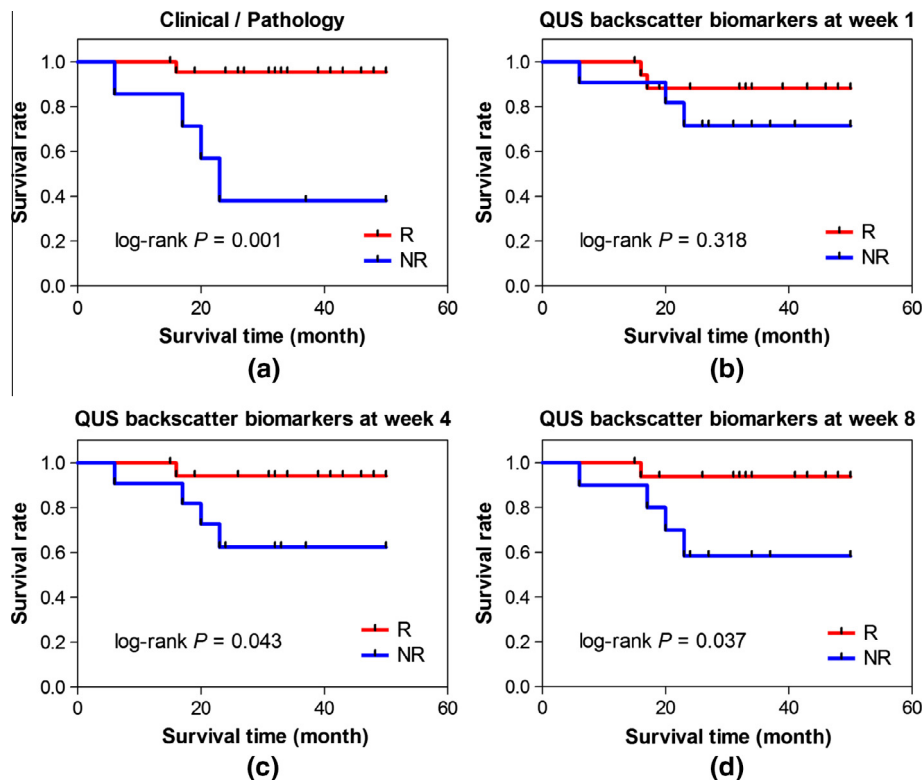 Clinical / Pathology
Survival rate
1.0
0.8
0.6
0.4
0.2
0.0
log-rank P = 0.001
R
NR
0 20 40 60
Survival time (month)
(a)
QUS backscatter biomarkers at week 1
Survival rate
1.0
0.8
0.6
0.4
0.2
0.0
log-rank P = 0.318
R
NR
0 20 40 60
Survival time (month)
(b)
QUS backscatter biomarkers at week 4
Survival rate
1.0
0.8
0.6
0.4
0.2
0.0
log-rank P = 0.043
R
NR
0 20 40 60
Survival time (month)
(c)
QUS backscatter biomarkers at week 8
Survival rate
1.0
0.8
0.6
0.4
0.2
0.0
log-rank P = 0.037
R
NR
0 20 40 60
Survival time (month)
(d)